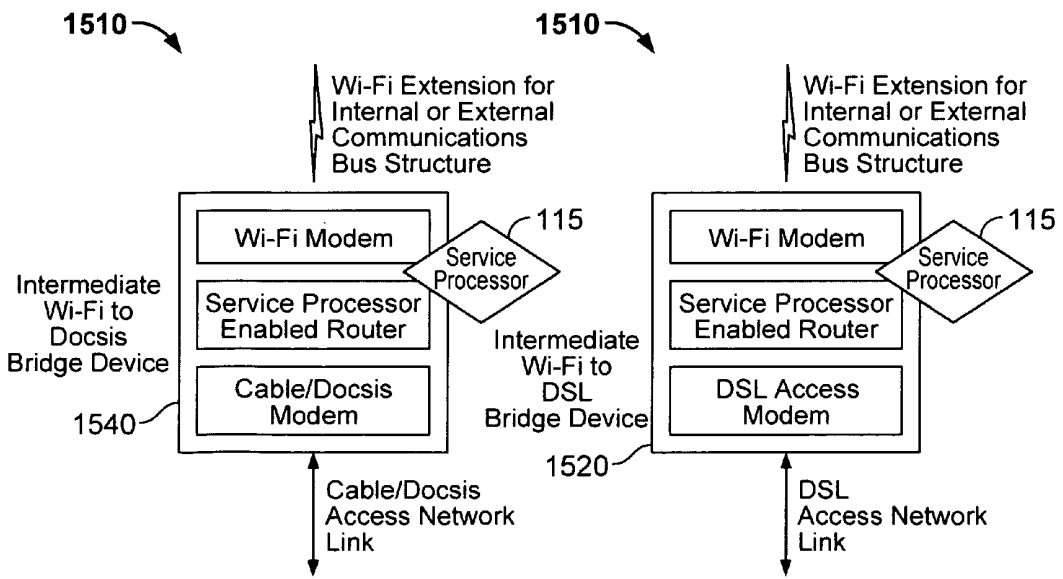 1510
Wi-Fi Extension for
Internal or External
Communications
Bus Structure
115
Wi-Fi Modem
Service
Processor
Intermediate
Wi-Fi to
Docsis
Bridge Device
Service Processor
Enabled Router
Cable/Docsis
Modem
1540
Cable/Docsis
Access Network
Link
1510
Wi-Fi Extension for
Internal or External
Communications
Bus Structure
115
Wi-Fi Modem
Service
Processor
Intermediate
Wi-Fi to
DSL
Bridge Device
Service Processor
Enabled Router
DSL Access
Modem
1520
DSL
Access Network
Link